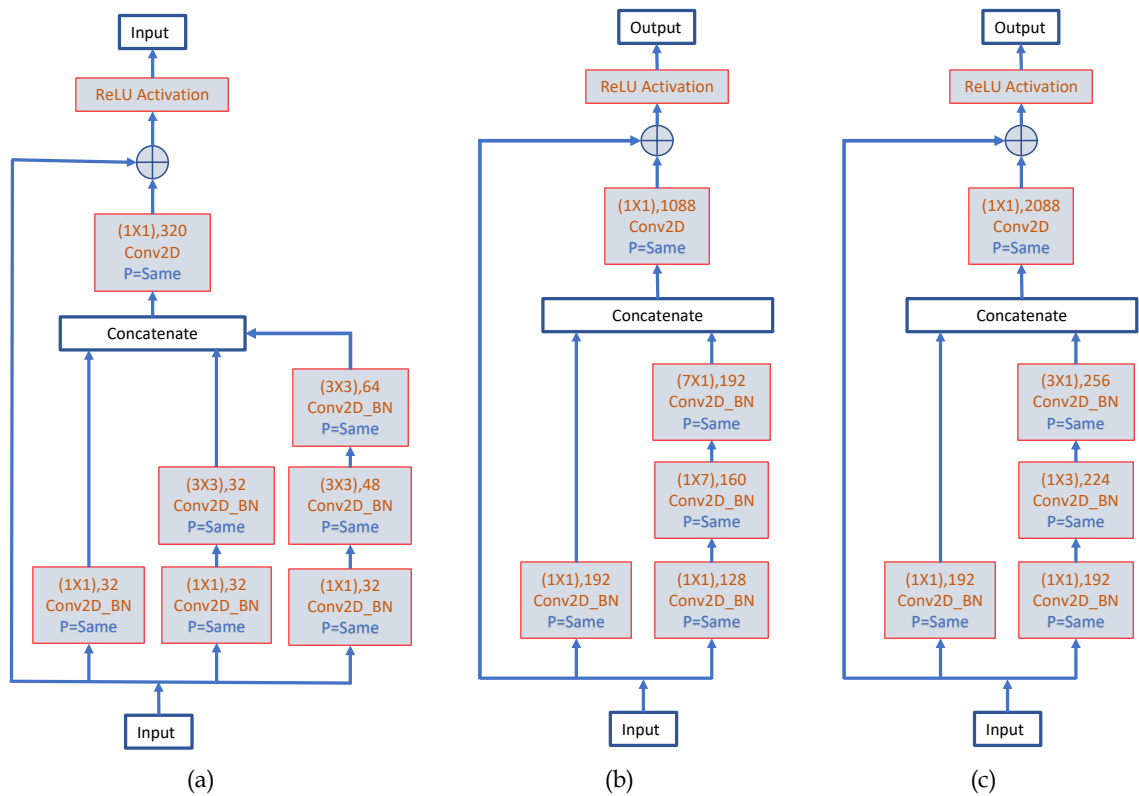 Input
ReLU Activation
(1X1),320
Conv2D
P=Same
Concatenate
(3X3),64
Conv2D_BN
P=Same
(3X3),32
Conv2D_BN
P=Same
(3X3),48
Conv2D_BN
P=Same
(1X1),32
Conv2D_BN
P=Same
(1X1),32
Conv2D_BN
P=Same
(1X1),32
Conv2D_BN
P=Same
Input
(a)
Output
ReLU Activation
(1X1),1088
Conv2D
P=Same
Concatenate
(7X1),192
Conv2D_BN
P=Same
(1X7),160
Conv2D_BN
P=Same
(1X1),192
Conv2D_BN
P=Same
(1X1),128
Conv2D_BN
P=Same
Input
(b)
Output
ReLU Activation
(1X1),2088
Conv2D
P=Same
Concatenate
(3X1),256
Conv2D_BN
P=Same
(1X3),224
Conv2D_BN
P=Same
(1X1),192
Conv2D_BN
P=Same
(1X1),192
Conv2D_BN
P=Same
Input
(c)